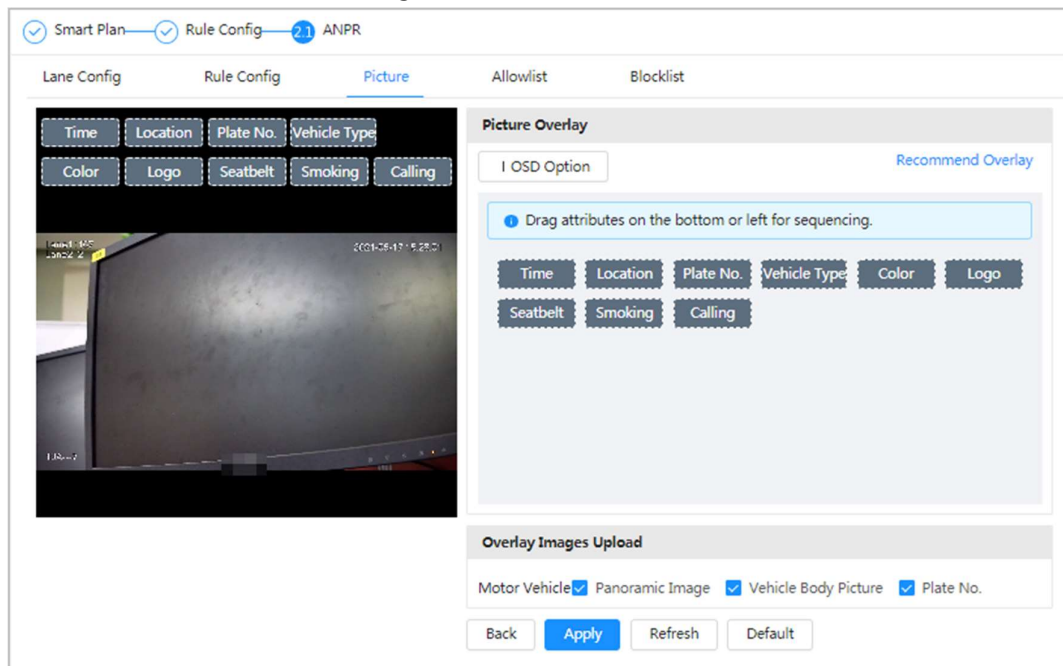 Smart Plan Rule Config 2.1 ANPR
Lane Config Rule Config Picture Allowlist Blocklist
Time Location Plate No. Vehicle Type
Color Logo Seatbelt Smoking Calling
Picture Overlay
I OSD Option Recommend Overlay
Drag attributes on the bottom or left for sequencing.
Time Location Plate No. Vehicle Type Color Logo
Seatbelt Smoking Calling
Overlay Images Upload
Motor Vehicle Panoramic Image Vehicle Body Picture Plate No.
Back Apply Refresh Default